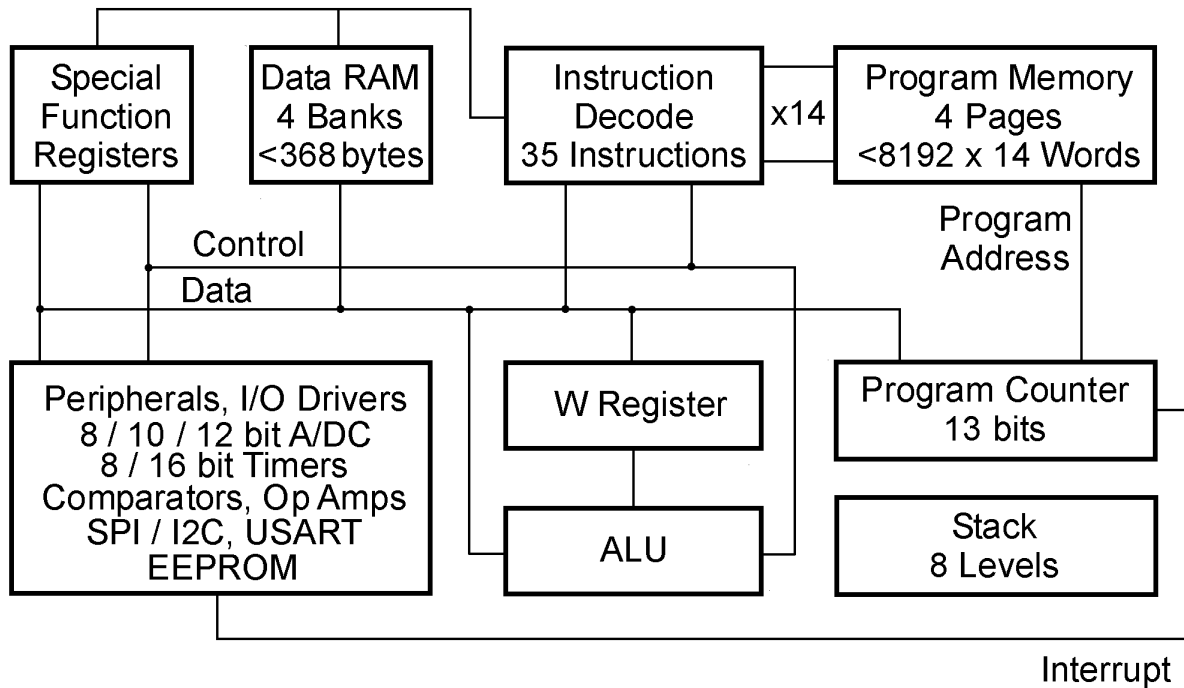 Special
Function
Registers
Data RAM
4 Banks
<368 bytes
Instruction
Decode
35 Instructions
x14
Program Memory
4 Pages
<8192 x 14 Words
Program
Address
Control
Data
Peripherals, I/O Drivers
8 / 10 / 12 bit A/DC
8 / 16 bit Timers
Comparators, Op Amps
SPI / I2C, USART
EEPROM
W Register
ALU
Program Counter
13 bits
Stack
8 Levels
Interrupt